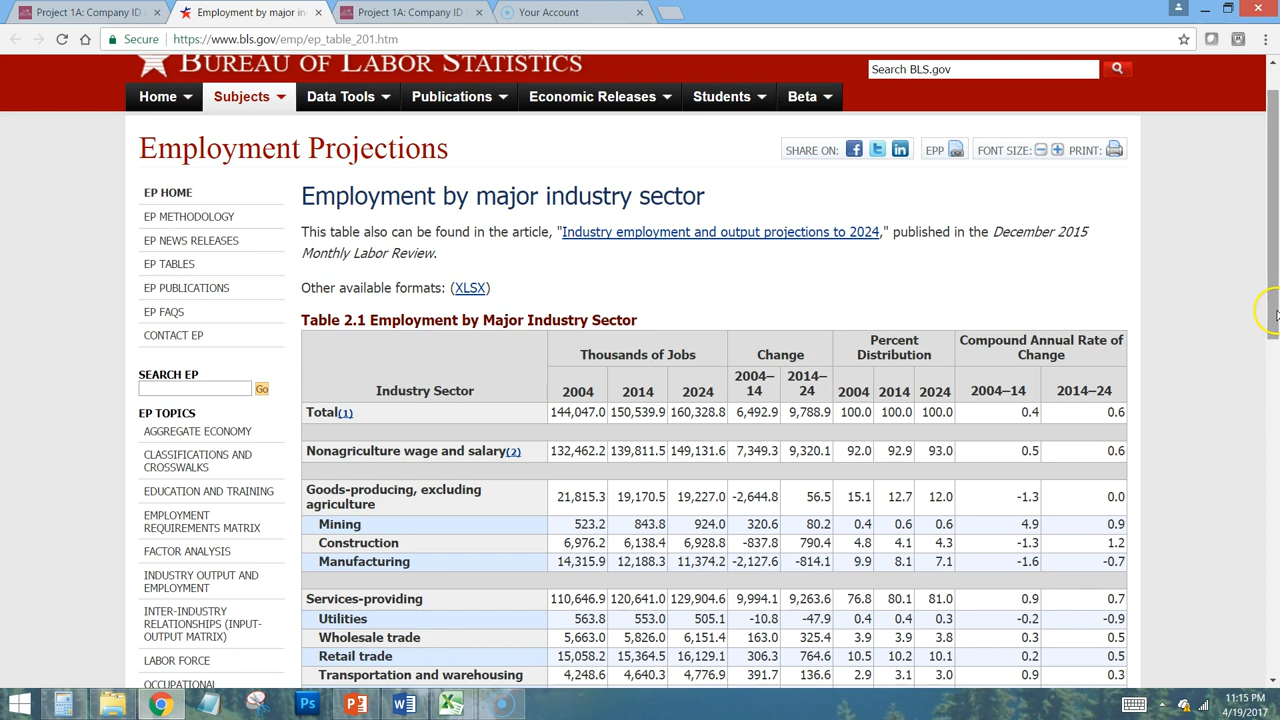 Project 1A: Company ID
Employment by major in
Project 1A: Company ID
Your Account
Secure https://www.bls.gov/emp/ep_table_201.htm
BUREAU OF LABOR STATISTICS
Search BLS.gov
Home Subjects Data Tools Publications Economic Releases Students Beta
Employment Projections
SHARE ON: EPP FONT SIZE: PRINT:
EP HOME
EP METHODOLOGY
EP NEWS RELEASES
EP TABLES
EP PUBLICATIONS
EP FAQS
CONTACT EP
SEARCH EP
Go
EP TOPICS
AGGREGATE ECONOMY
CLASSIFICATIONS AND
CROSSWALKS
EDUCATION AND TRAINING
EMPLOYMENT
REQUIREMENTS MATRIX
FACTOR ANALYSIS
INDUSTRY OUTPUT AND
EMPLOYMENT
INTER-INDUSTRY
RELATIONSHIPS (INPUT-
OUTPUT MATRIX)
LABOR FORCE
OCCUPATIONAL
Employment by major industry sector
This table also can be found in the article, "Industry employment and output projections to 2024," published in the December 2015
Monthly Labor Review.
Other available formats: (XLSX)
Table 2.1 Employment by Major Industry Sector
Industry Sector
Thousands of Jobs
Change
Percent
Distribution
Compound Annual Rate of
Change
2004 2014 2024 2004–14 2014–24 2004 2014 2024 2004–14 2014–24
Total(1) 144,047.0 150,539.9 160,328.8 6,492.9 9,788.9 100.0 100.0 100.0 0.4 0.6
Nonagriculture wage and salary(2) 132,462.2 139,811.5 149,131.6 7,349.3 9,320.1 92.0 92.9 93.0 0.5 0.6
Goods-producing, excluding
agriculture 21,815.3 19,170.5 19,227.0 -2,644.8 56.5 15.1 12.7 12.0 -1.3 0.0
Mining 523.2 843.8 924.0 320.6 80.2 0.4 0.6 0.6 4.9 0.9
Construction 6,976.2 6,138.4 6,928.8 -837.8 790.4 4.8 4.1 4.3 -1.3 1.2
Manufacturing 14,315.9 12,188.3 11,374.2 -2,127.6 -814.1 9.9 8.1 7.1 -1.6 -0.7
Services-providing 110,646.9 120,641.0 129,904.6 9,994.1 9,263.6 76.8 80.1 81.0 0.9 0.7
Utilities 563.8 553.0 505.1 -10.8 -47.9 0.4 0.4 0.3 -0.2 -0.9
Wholesale trade 5,663.0 5,826.0 6,151.4 163.0 325.4 3.9 3.9 3.8 0.3 0.5
Retail trade 15,058.2 15,364.5 16,129.1 306.3 764.6 10.5 10.2 10.1 0.2 0.5
Transportation and warehousing 4,248.6 4,640.3 4,776.9 391.7 136.6 2.9 3.1 3.0 0.9 0.3
11:15 PM
4/19/2017